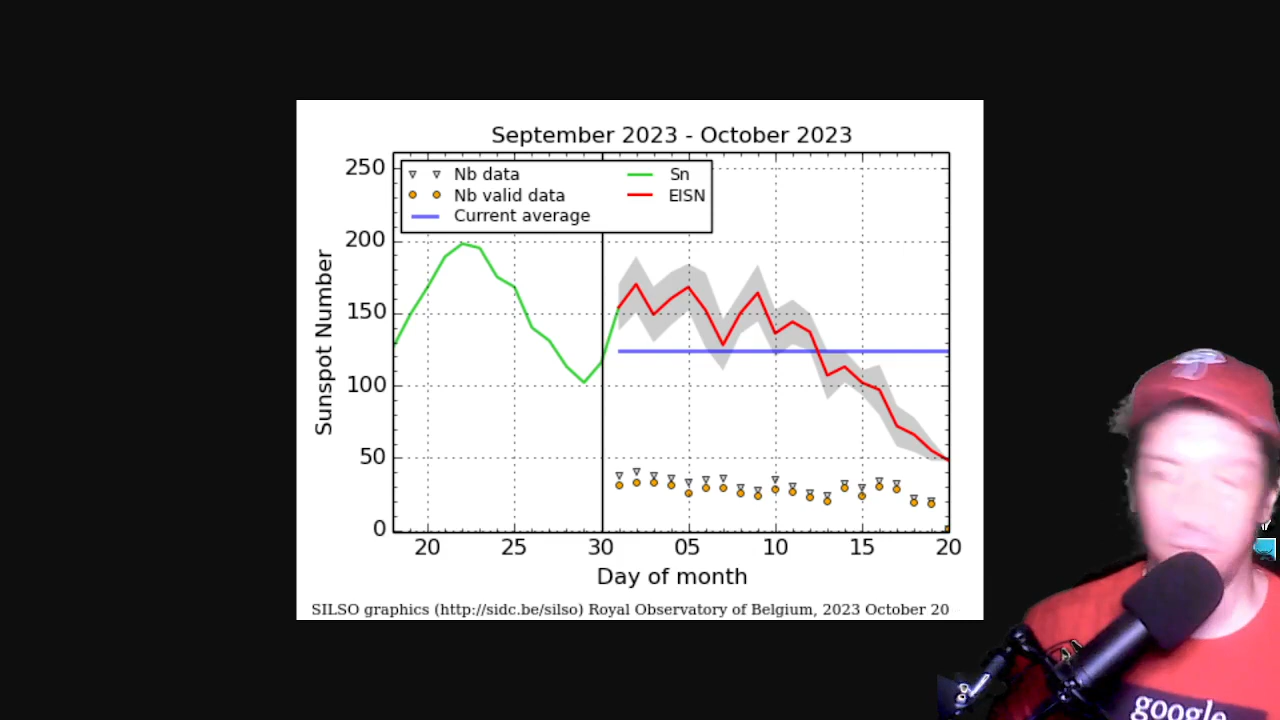 September 2023 - October 2023
250
200
150
100
50
0
Sunspot Number
Nb data
Nb valid data
Current average
Sn
EISN
20 25 30 05 10 15 20
Day of month
SILSO graphics (http://sidc.be/silso) Royal Observatory of Belgium, 2023 October 20
google